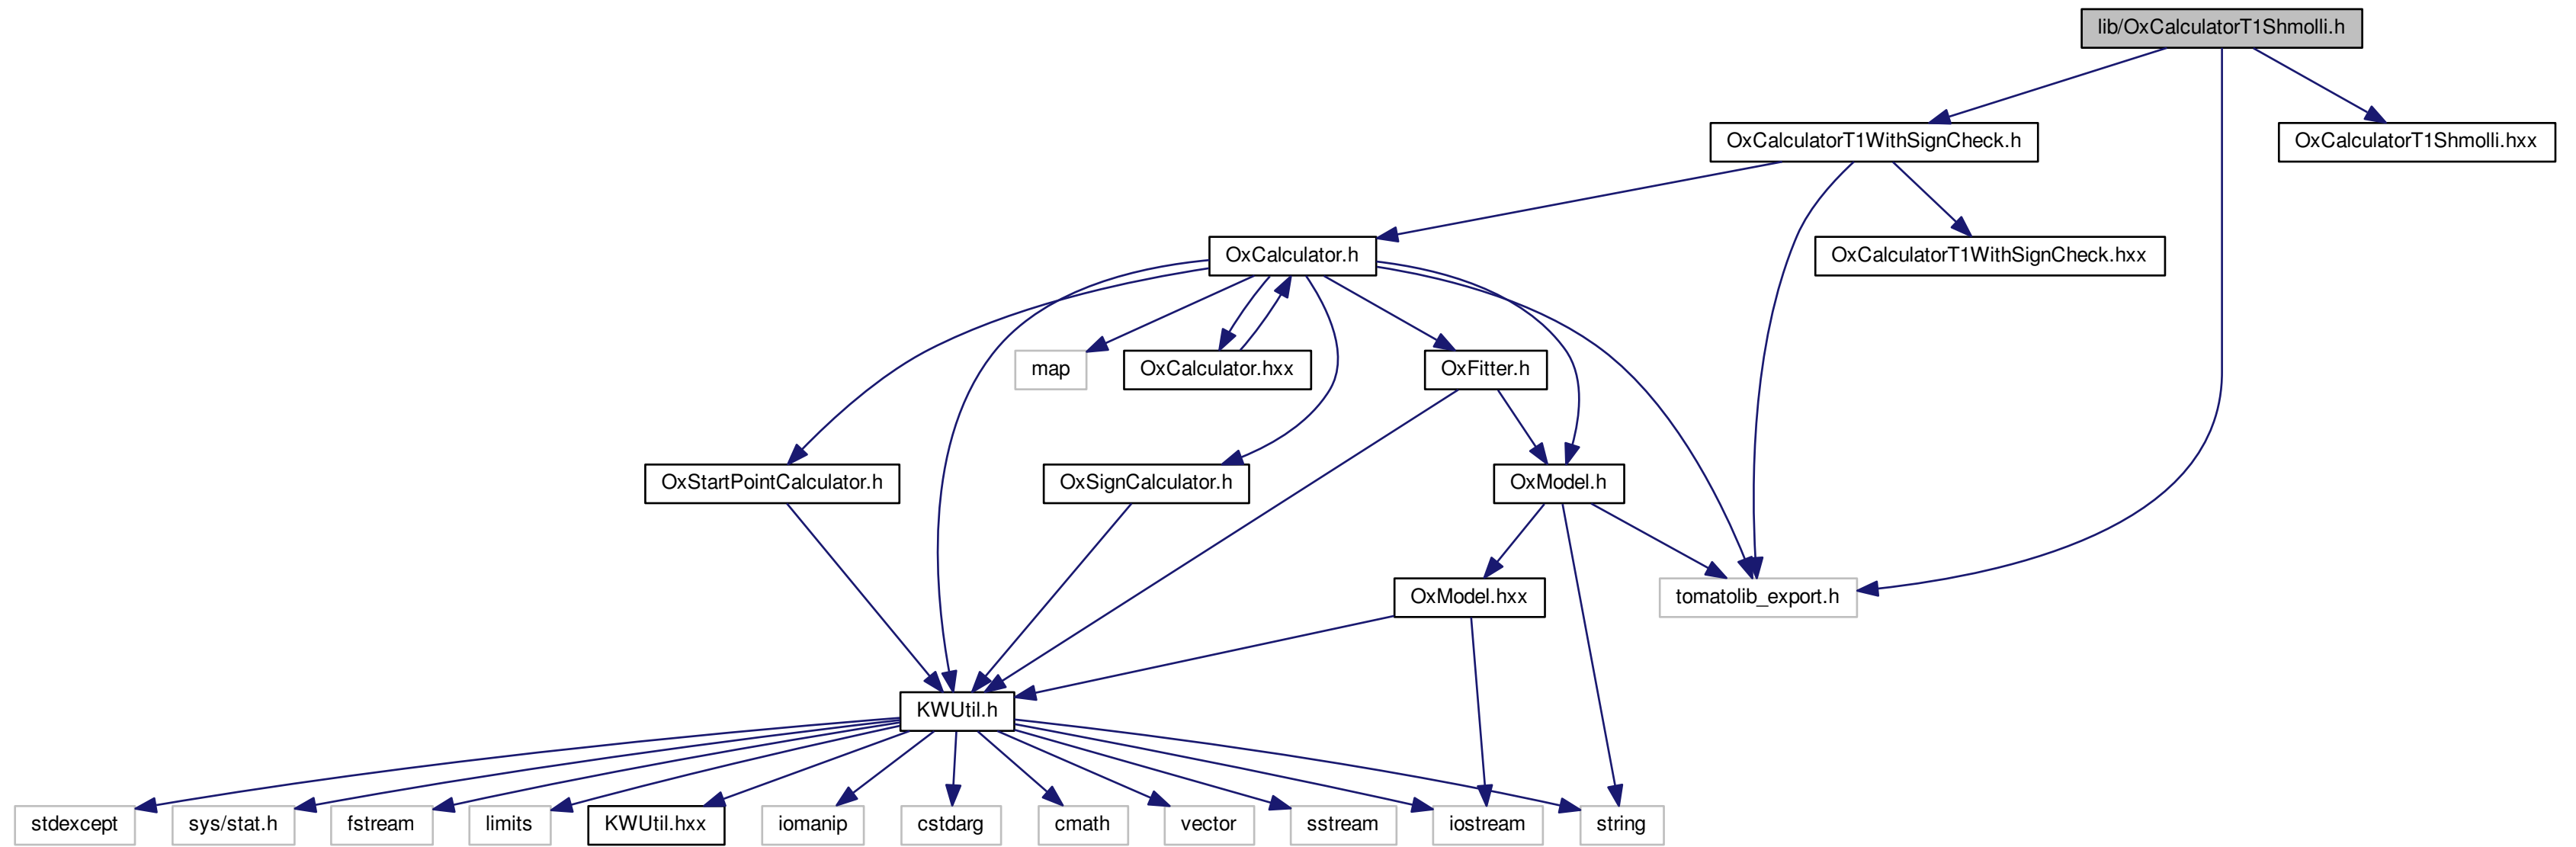 lib/OxCalculatorT1Shmolli.h
OxCalculatorT1WithSignCheck.h
OxCalculatorT1Shmolli.hxx
OxCalculator.h
OxCalculatorT1WithSignCheck.hxx
map
OxCalculator.hxx
OxFitter.h
OxStartPointCalculator.h
OxSignCalculator.h
OxModel.h
OxModel.hxx
tomatolib_export.h
KWUtil.h
stdexcept
sys/stat.h
fstream
limits
KWUtil.hxx
iomanip
cstdarg
cmath
vector
sstream
iostream
string